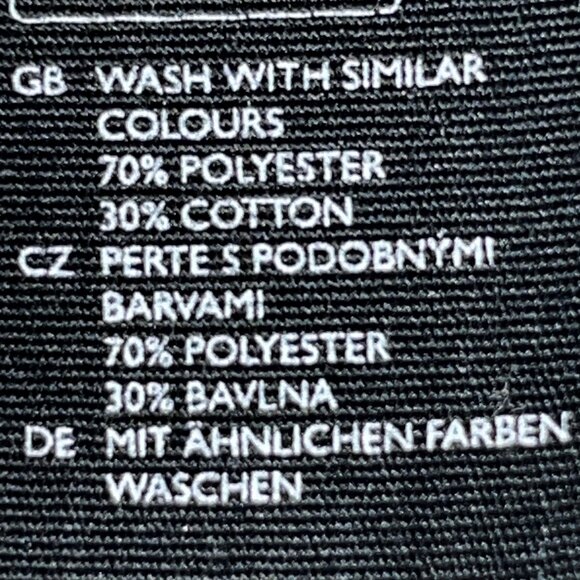 GB WASH WITH SIMILAR
COLOURS
70% POLYESTER
30% COTTON
CZ PERTE S PODOBNÝMI
BARVAMI
70% POLYESTER
30% BAVLNA
DE MIT ÄHNLICHEN FARBEN
WASCHEN